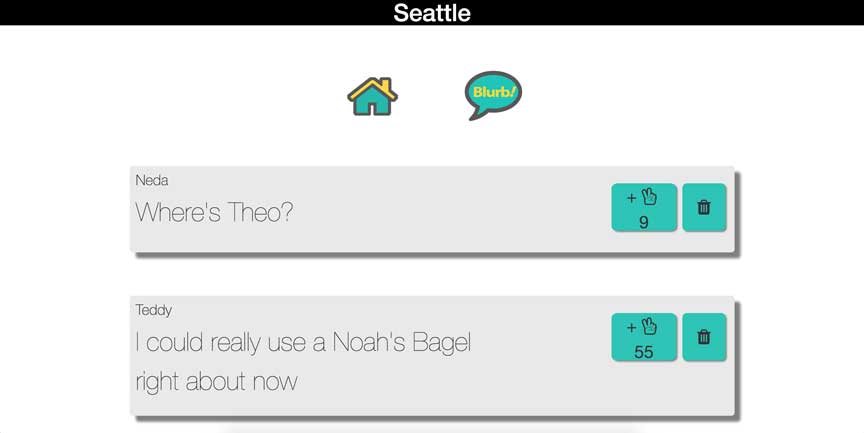 Seattle
Blurb!
Neda
Where's Theo?
+
9
Teddy
I could really use a Noah's Bagel
right about now
+
55